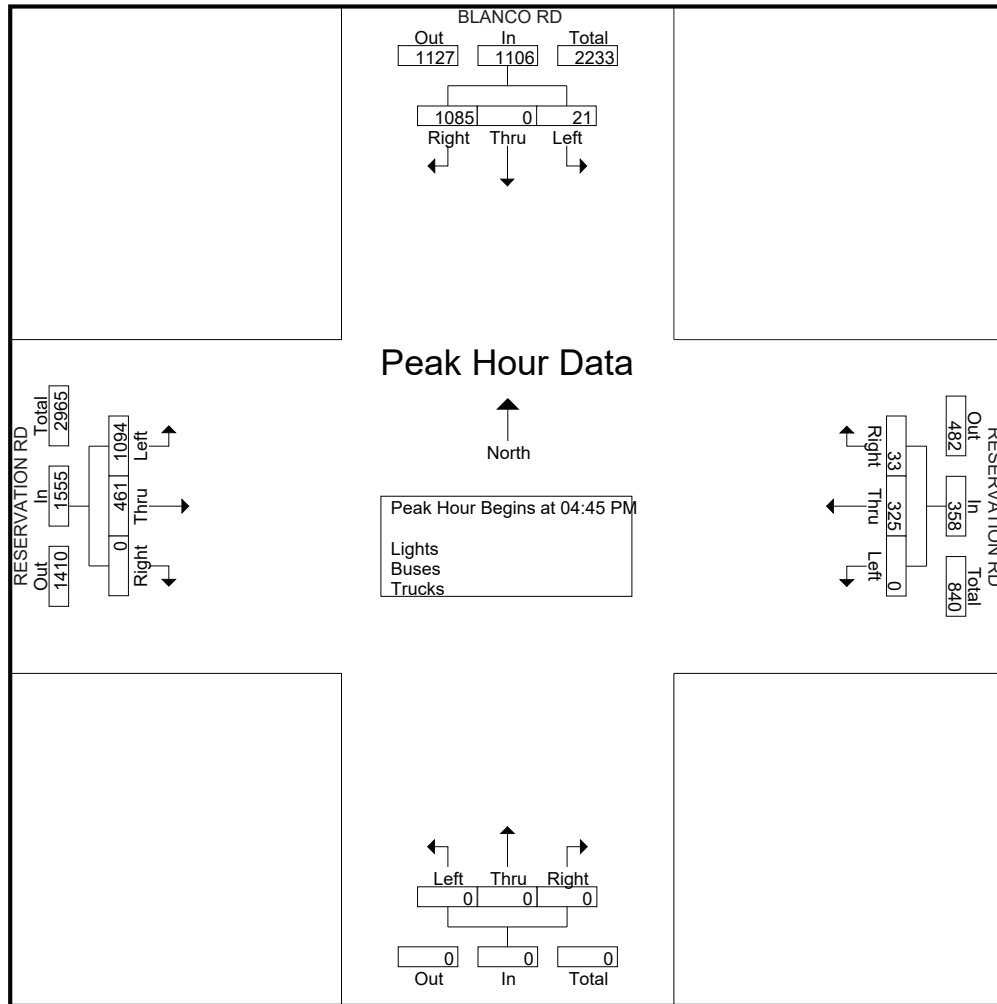 BLANCO RD
Out In Total
1127 1106 2233
1085 0 21
Right Thru Left
Peak Hour Data
North
Peak Hour Begins at 04:45 PM
Lights
Buses
Trucks
RESERVATION RD
Total In Out
2965 1555 1410
1094 461 0
Left Thru Right
RESERVATION RD
Out In Total
482 358 840
33 325 0
Right Thru Left
Left Thru Right
0 0 0
0 0 0
Out In Total